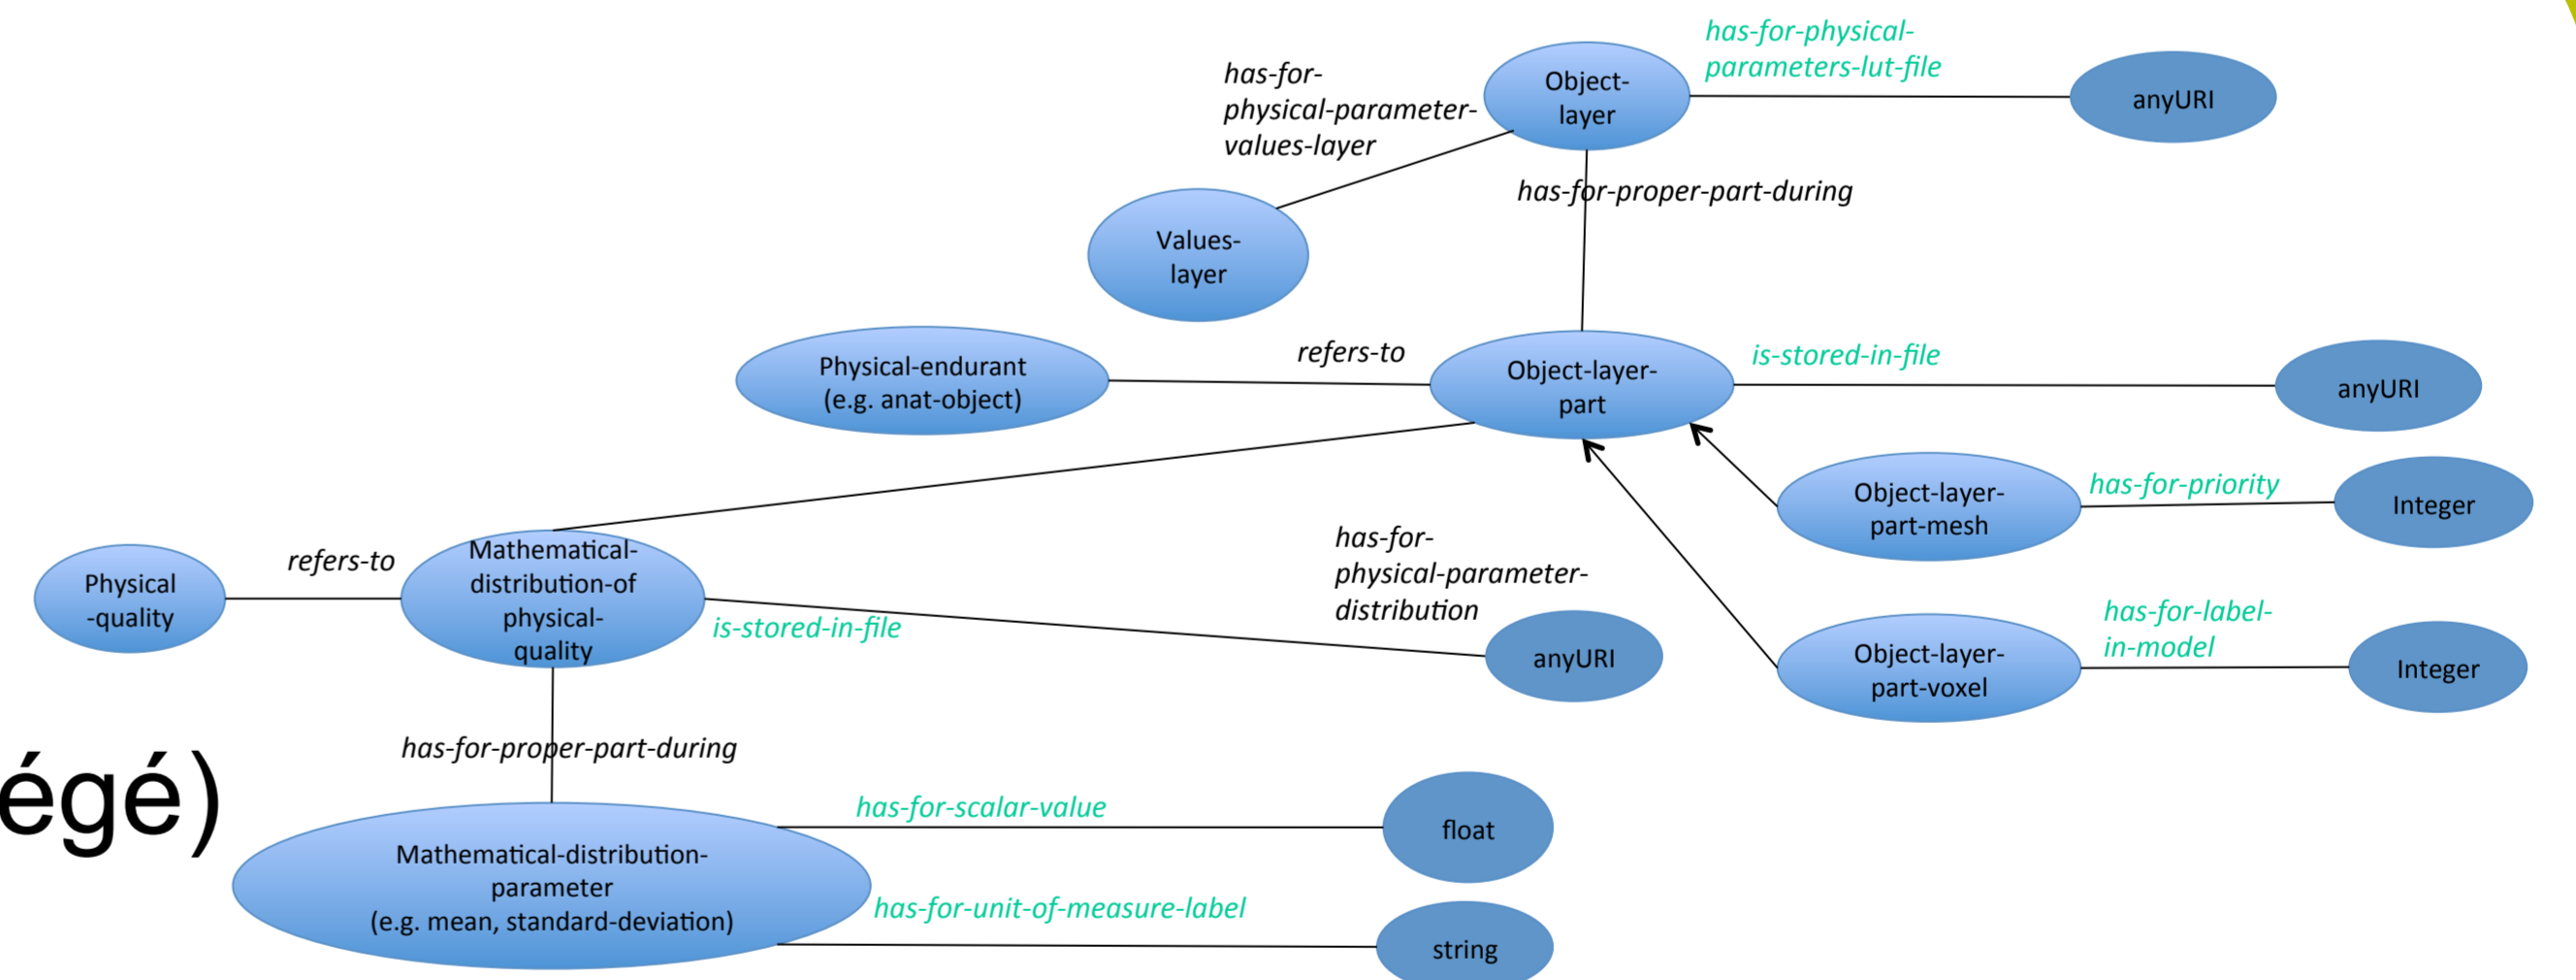 has-for-physical-
parameters-lut-file
has-for-
physical-parameter-
values-layer
Object-
layer
anyURI
has-for-proper-part-during
Values-
layer
Physical-endurant
(e.g. anat-object)
refers-to
Object-layer-
part
is-stored-in-file
anyURI
Object-layer-
part-mesh
has-for-priority
Integer
has-for-
physical-parameter-
distribution
Physical
-quality
refers-to
Mathematical-
distribution-of
physical-
quality
is-stored-in-file
anyURI
Object-layer-
part-voxel
has-for-label-
in-model
Integer
has-for-proper-part-during
égé)
Mathematical-distribution-
parameter
(e.g. mean, standard-deviation)
has-for-scalar-value
float
has-for-unit-of-measure-label
string